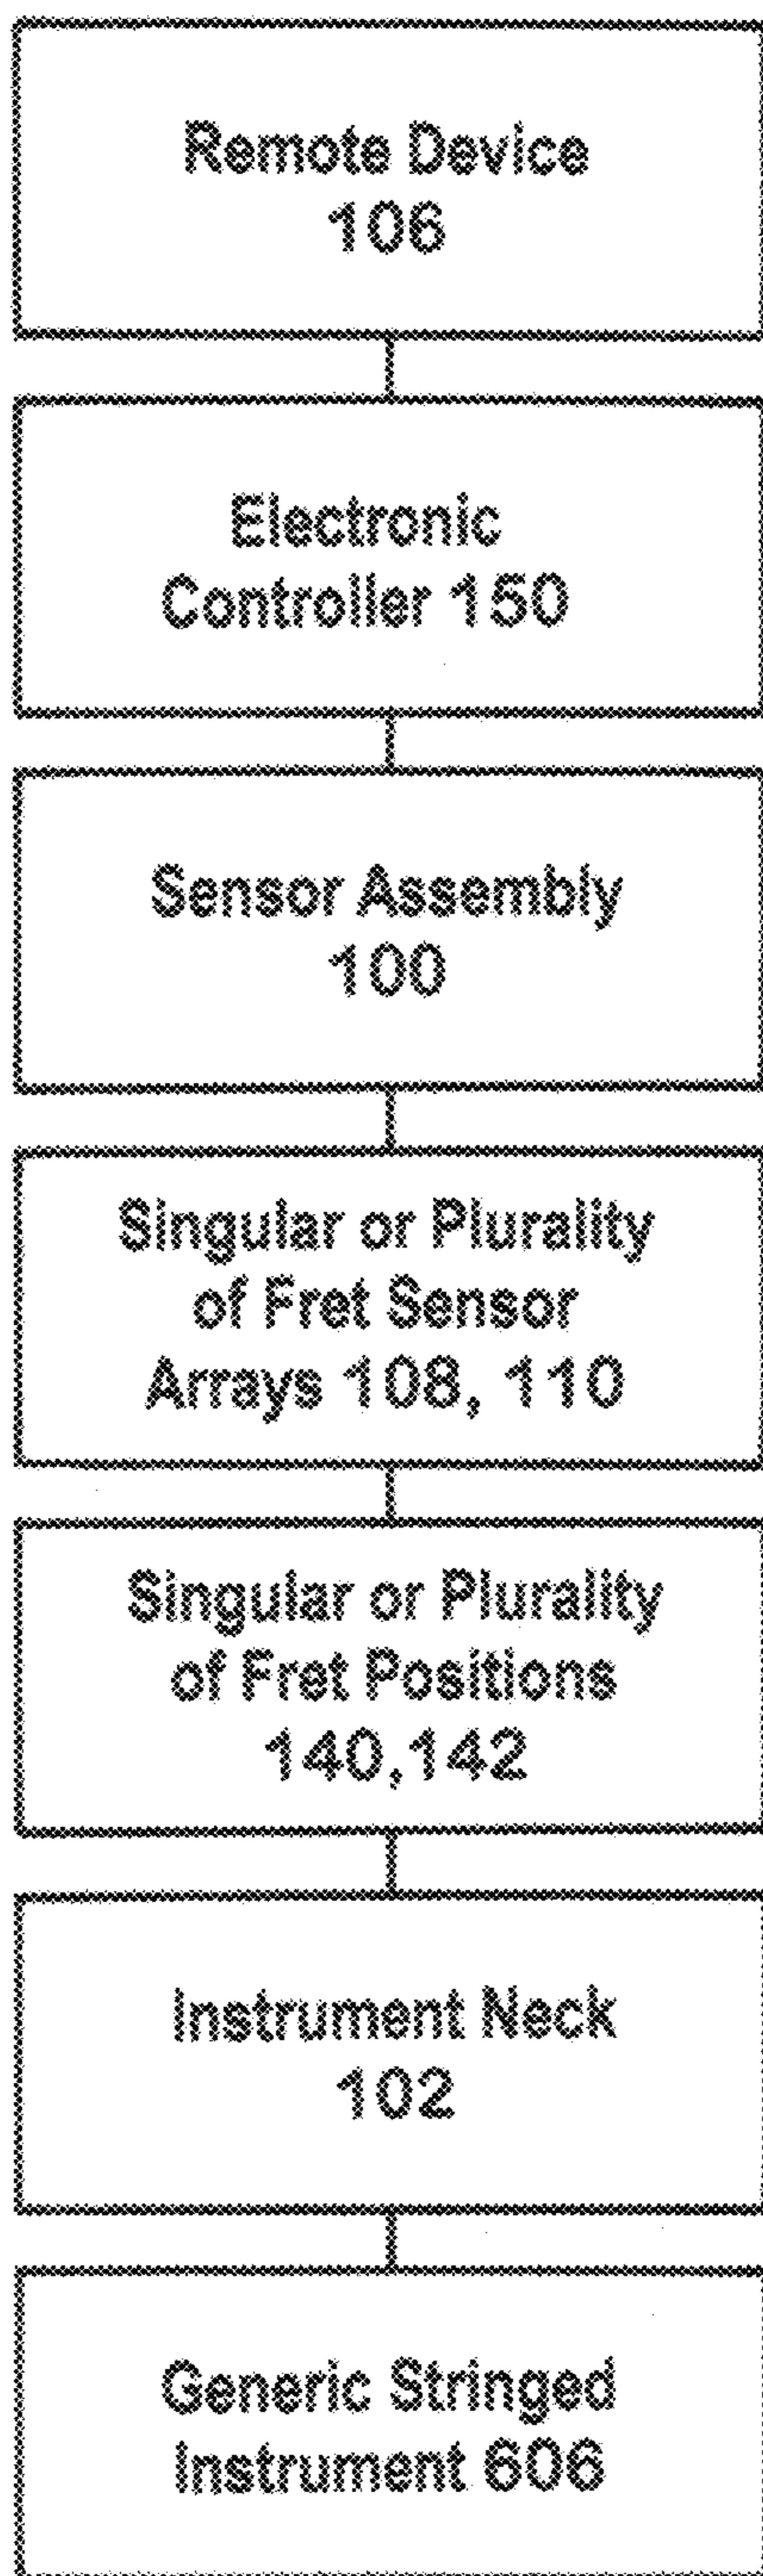 Remote Device
106
Electronic
Controller 150
Sensor Assembly
100
Singular or Plurality
of Fret Sensor
Arrays 108, 110
Singular or Plurality
of Fret Positions
140,142
Instrument Neck
102
Generic Stringed
Instrument 606